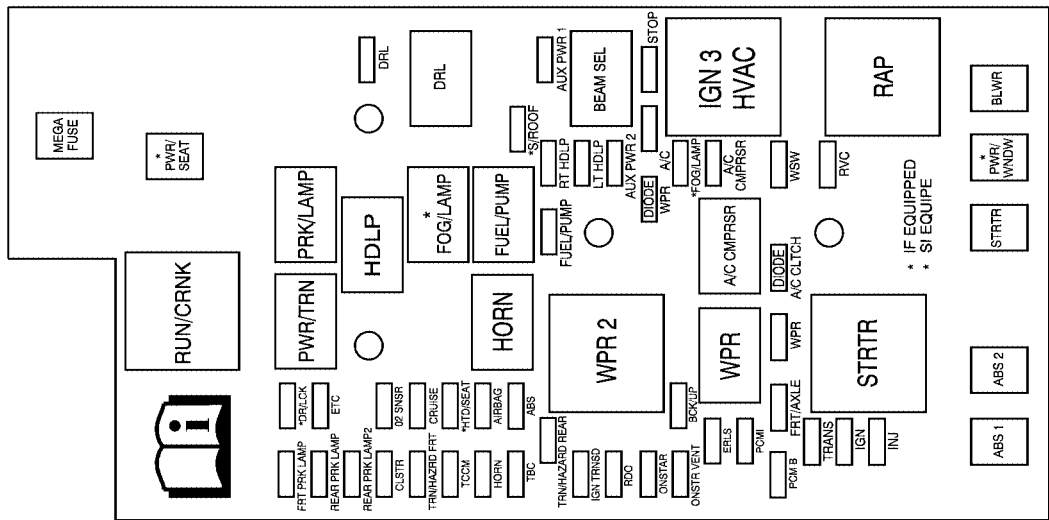 MEGA
FUSE
*
PWR/
SEAT
RUN/CRNK
DRL
DRL
PRK/LAMP
HDLP
PWR/TRN
*
FOG/LAMP
FUEL/PUMP
HORN
*S/ROOF
AUX PWR 1
BEAM SEL
STOP
IGN 3
HVAC
RAP
RT HDLP
LT HDLP
AUX PWR 2
A/C
*FOG/LAMP
A/C
CMPRSR
WSW
RVC
FUEL/PUMP
DIODE
WPR
A/C CMPRSR
DIODE
A/C CLTCH
WPR 2
WPR
WPR
STRTR
* IF EQUIPPED
* SI EQUIPE
BLWR
*
PWR/
WNDW
STRTR
ABS 2
ABS 1
*DR/LCK
ETC
02 SNSR
CRUISE
*HTD/SEAT
AIRBAG
ABS
BCK/UP
FRT/AXLE
FRT PRK LAMP
REAR PRK LAMP
REAR PRK LAMP2
CLSTR
TRN/HAZRD FRT
TCCM
HORN
TBC
TRN/HAZARD REAR
IGN TRNSD
RDC
ONSTAR
ONSTR VENT
ERLS
PCMI
PCM B
TRANS
IGN
INJ
i